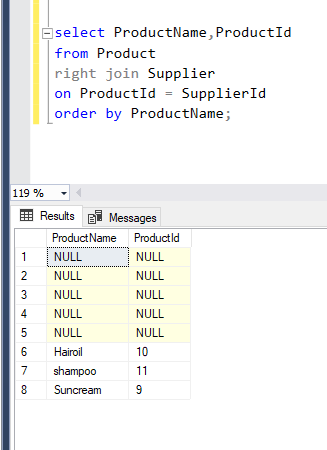 select ProductName,ProductId
from Product
right join Supplier
on ProductId = SupplierId
order by ProductName;
119 %
Results Messages
ProductName ProductId
1 NULL NULL
2 NULL NULL
3 NULL NULL
4 NULL NULL
5 NULL NULL
6 Hairoil 10
7 shampoo 11
8 Suncream 9